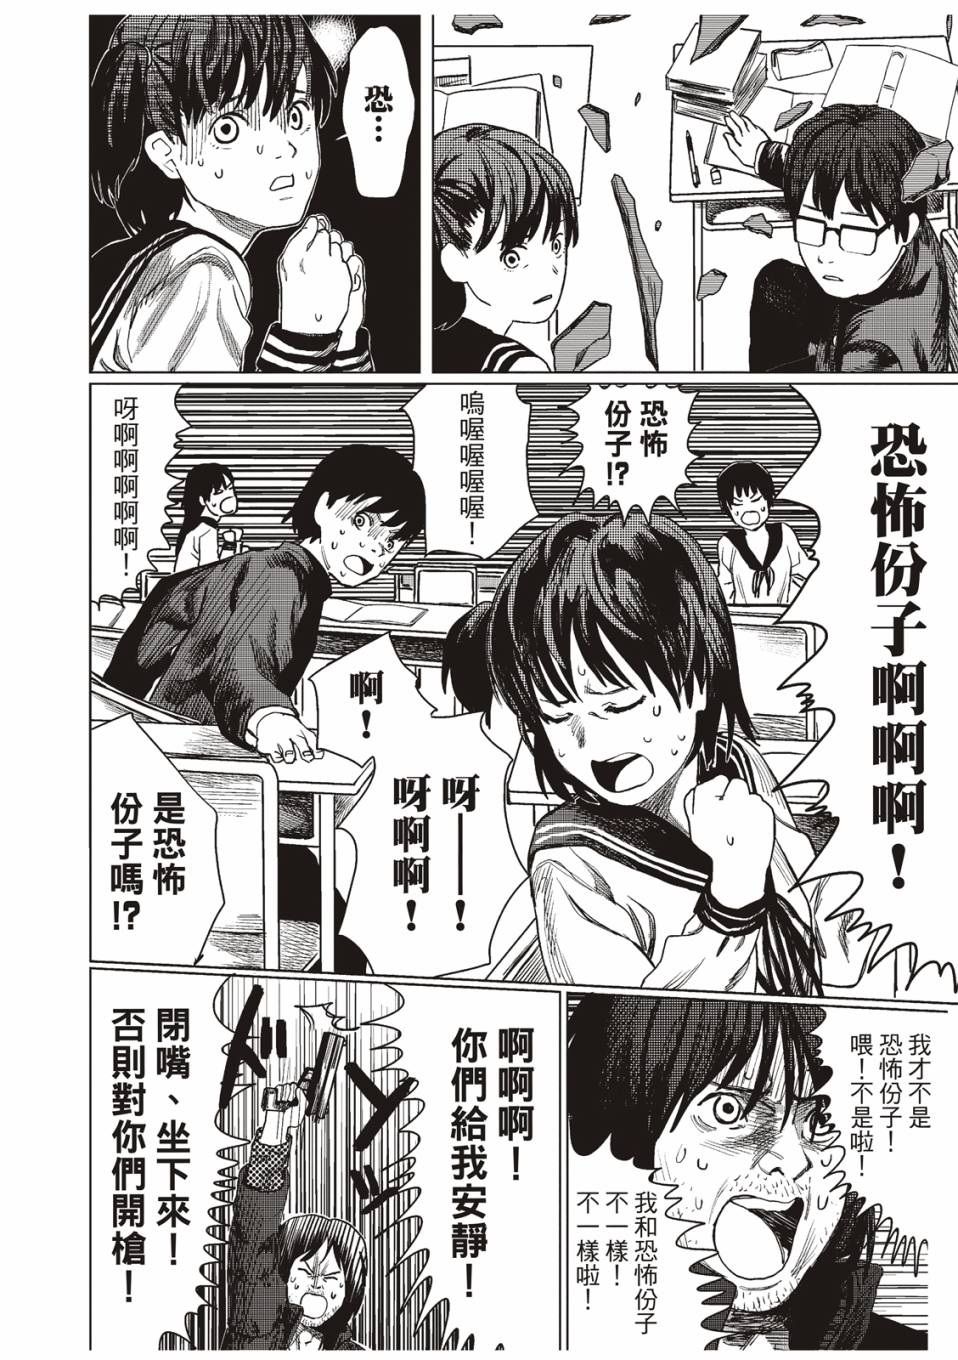 恐…
恐怖份子啊啊啊！
恐怖
份子!?
嗚喔喔喔喔！
呀啊啊啊啊啊！
啊！
呀——！
呀啊啊！
是恐怖
份子嗎!?
我才不是
恐怖份子！
喂！不是啦！
我和恐怖份子
不一樣！
不一樣啦！
啊啊啊！
你們給我安靜！
ドガッ
閉嘴、坐下來！
否則對你們開槍！